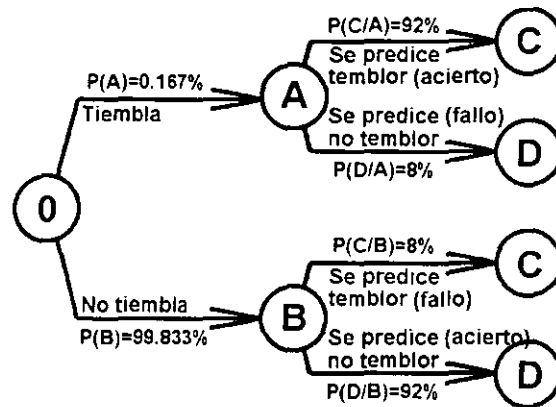 P(C/A)=92%
C
Se predice
temblor (acierto)
P(A)=0.167%
A
Tiembla
Se predice (fallo)
no temblor
D
P(D/A)=8%
0
P(C/B)=8%
C
Se predice
temblor (fallo)
No tiembla
B
P(B)=99.833%
Se predice (acierto)
no temblor
D
P(D/B)=92%